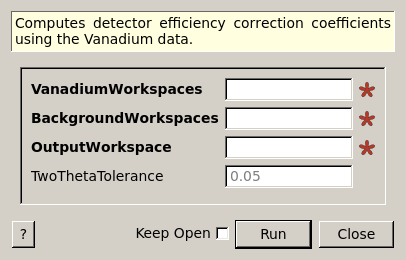 Computes detector efficiency correction coefficients
using the Vanadium data.
VanadiumWorkspaces *
BackgroundWorkspaces *
OutputWorkspace *
TwoThetaTolerance 0.05
? Keep Open Run Close